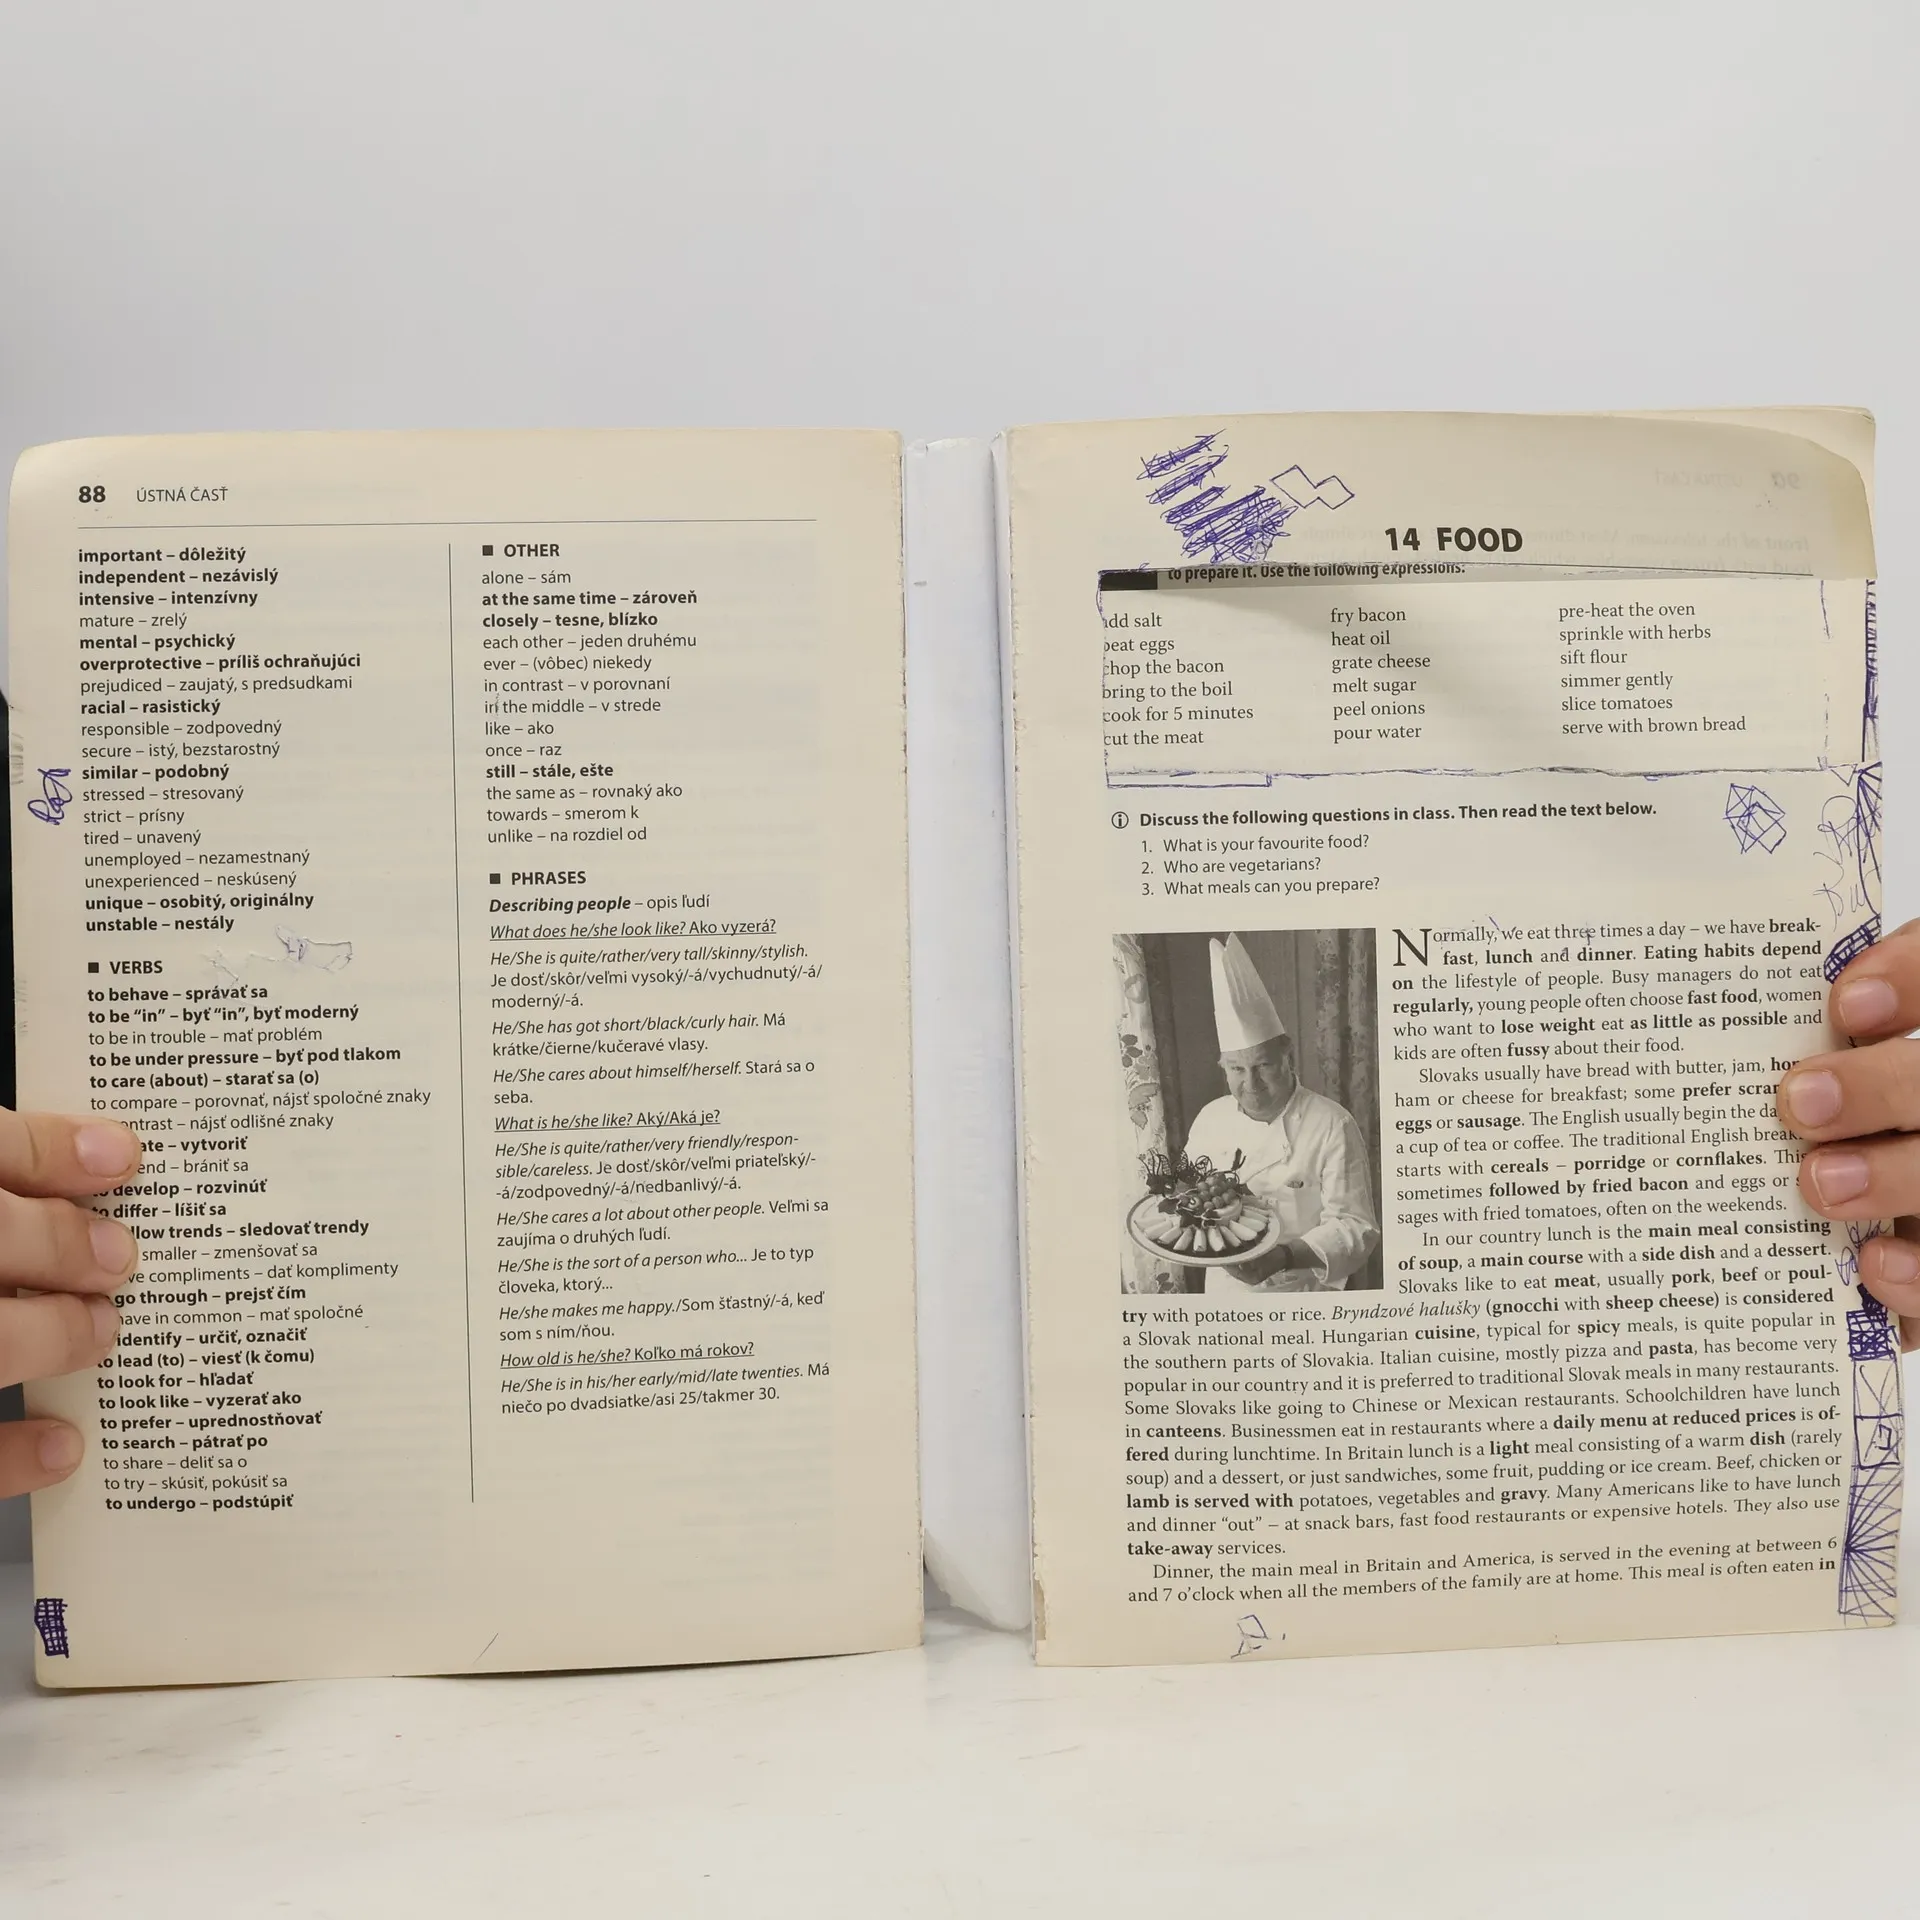 88 ÚSTNÁ ČASŤ
important – dôležitý
independent – nezávislý
intensive – intenzívny
mature – zrelý
mental – psychický
overprotective – príliš ochraňujúci
prejudiced – zaujatý, s predsudkami
racial – rasistický
responsible – zodpovedný
secure – istý, bezstarostný
similar – podobný
stressed – stresovaný
strict – prísny
tired – unavený
unemployed – nezamestnaný
unexperienced – neskúsený
unique – osobitý, originálny
unstable – nestály
■ VERBS
to behave – správať sa
to be “in” – byť “in”, byť moderný
to be in trouble – mať problém
to be under pressure – byť pod tlakom
to care (about) – starať sa (o)
to compare – porovnať, nájsť spoločné znaky
– nájsť odlišné znaky
– vytvoriť
– brániť sa
develop – rozvinúť
to differ – líšiť sa
trends – sledovať trendy
smaller – zmenšovať sa
compliments – dať komplimenty
go through – prejsť čím
have in common – mať spoločné
identify – určiť, označiť
to lead (to) – viesť (k čomu)
to look for – hľadať
to look like – vyzerať ako
to prefer – uprednostňovať
to search – pátrať po
to share – deliť sa o
to try – skúsiť, pokúsiť sa
to undergo – podstúpiť
■ OTHER
alone – sám
at the same time – zároveň
closely – tesne, blízko
each other – jeden druhému
ever – (vôbec) niekedy
in contrast – v porovnaní
in the middle – v strede
like – ako
once – raz
still – stále, ešte
the same as – rovnaký ako
towards – smerom k
unlike – na rozdiel od
■ PHRASES
Describing people – opis ľudí
What does he/she look like? Ako vyzerá?
He/She is quite/rather/very tall/skinny/stylish.
Je dosť/skôr/veľmi vysoký/-á/vychudnutý/-á/
moderný/-á.
He/She has got short/black/curly hair. Má
krátke/čierne/kučeravé vlasy.
He/She cares about himself/herself. Stará sa o
seba.
What is he/she like? Aký/Aká je?
He/She is quite/rather/very friendly/respon-
sible/careless. Je dosť/skôr/veľmi priateľský/-
-á/zodpovedný/-á/nedbanlivý/-á.
He/She cares a lot about other people. Veľmi sa
zaujíma o druhých ľudí.
He/She is the sort of a person who... Je to typ
človeka, ktorý...
He/she makes me happy./Som šťastný/-á, keď
som s ním/ňou.
How old is he/she? Koľko má rokov?
He/She is in his/her early/mid/late twenties. Má
niečo po dvadsiatke/asi 25/takmer 30.
14 FOOD
to prepare it. Use the following expressions:
add salt
beat eggs
chop the bacon
bring to the boil
cook for 5 minutes
cut the meat
fry bacon
heat oil
grate cheese
melt sugar
peel onions
pour water
pre-heat the oven
sprinkle with herbs
sift flour
simmer gently
slice tomatoes
serve with brown bread
Discuss the following questions in class. Then read the text below.
1. What is your favourite food?
2. Who are vegetarians?
3. What meals can you prepare?
Normally, we eat three times a day – we have break-
fast, lunch and dinner. Eating habits depend
on the lifestyle of people. Busy managers do not eat
regularly, young people often choose fast food, women
who want to lose weight eat as little as possible and
kids are often fussy about their food.
Slovaks usually have bread with butter, jam,
ham or cheese for breakfast; some prefer
eggs or sausage. The English usually begin the
a cup of tea or coffee. The traditional English
starts with cereals – porridge or cornflakes. This
sometimes followed by fried bacon and eggs or
sages with fried tomatoes, often on the weekends.
In our country lunch is the main meal consisting
of soup, a main course with a side dish and a dessert.
Slovaks like to eat meat, usually pork, beef or poul-
try with potatoes or rice. Bryndzové halušky (gnocchi with sheep cheese) is considered
a Slovak national meal. Hungarian cuisine, typical for spicy meals, is quite popular in
the southern parts of Slovakia. Italian cuisine, mostly pizza and pasta, has become very
popular in our country and it is preferred to traditional Slovak meals in many restaurants.
Some Slovaks like going to Chinese or Mexican restaurants. Schoolchildren have lunch
in canteens. Businessmen eat in restaurants where a daily menu at reduced prices is of-
fered during lunchtime. In Britain lunch is a light meal consisting of a warm dish (rarely
soup) and a dessert, or just sandwiches, some fruit, pudding or ice cream. Beef, chicken or
lamb is served with potatoes, vegetables and gravy. Many Americans like to have lunch
and dinner “out” – at snack bars, fast food restaurants or expensive hotels. They also use
take-away services.
Dinner, the main meal in Britain and America, is served in the evening at between 6
and 7 o’clock when all the members of the family are at home. This meal is often eaten in